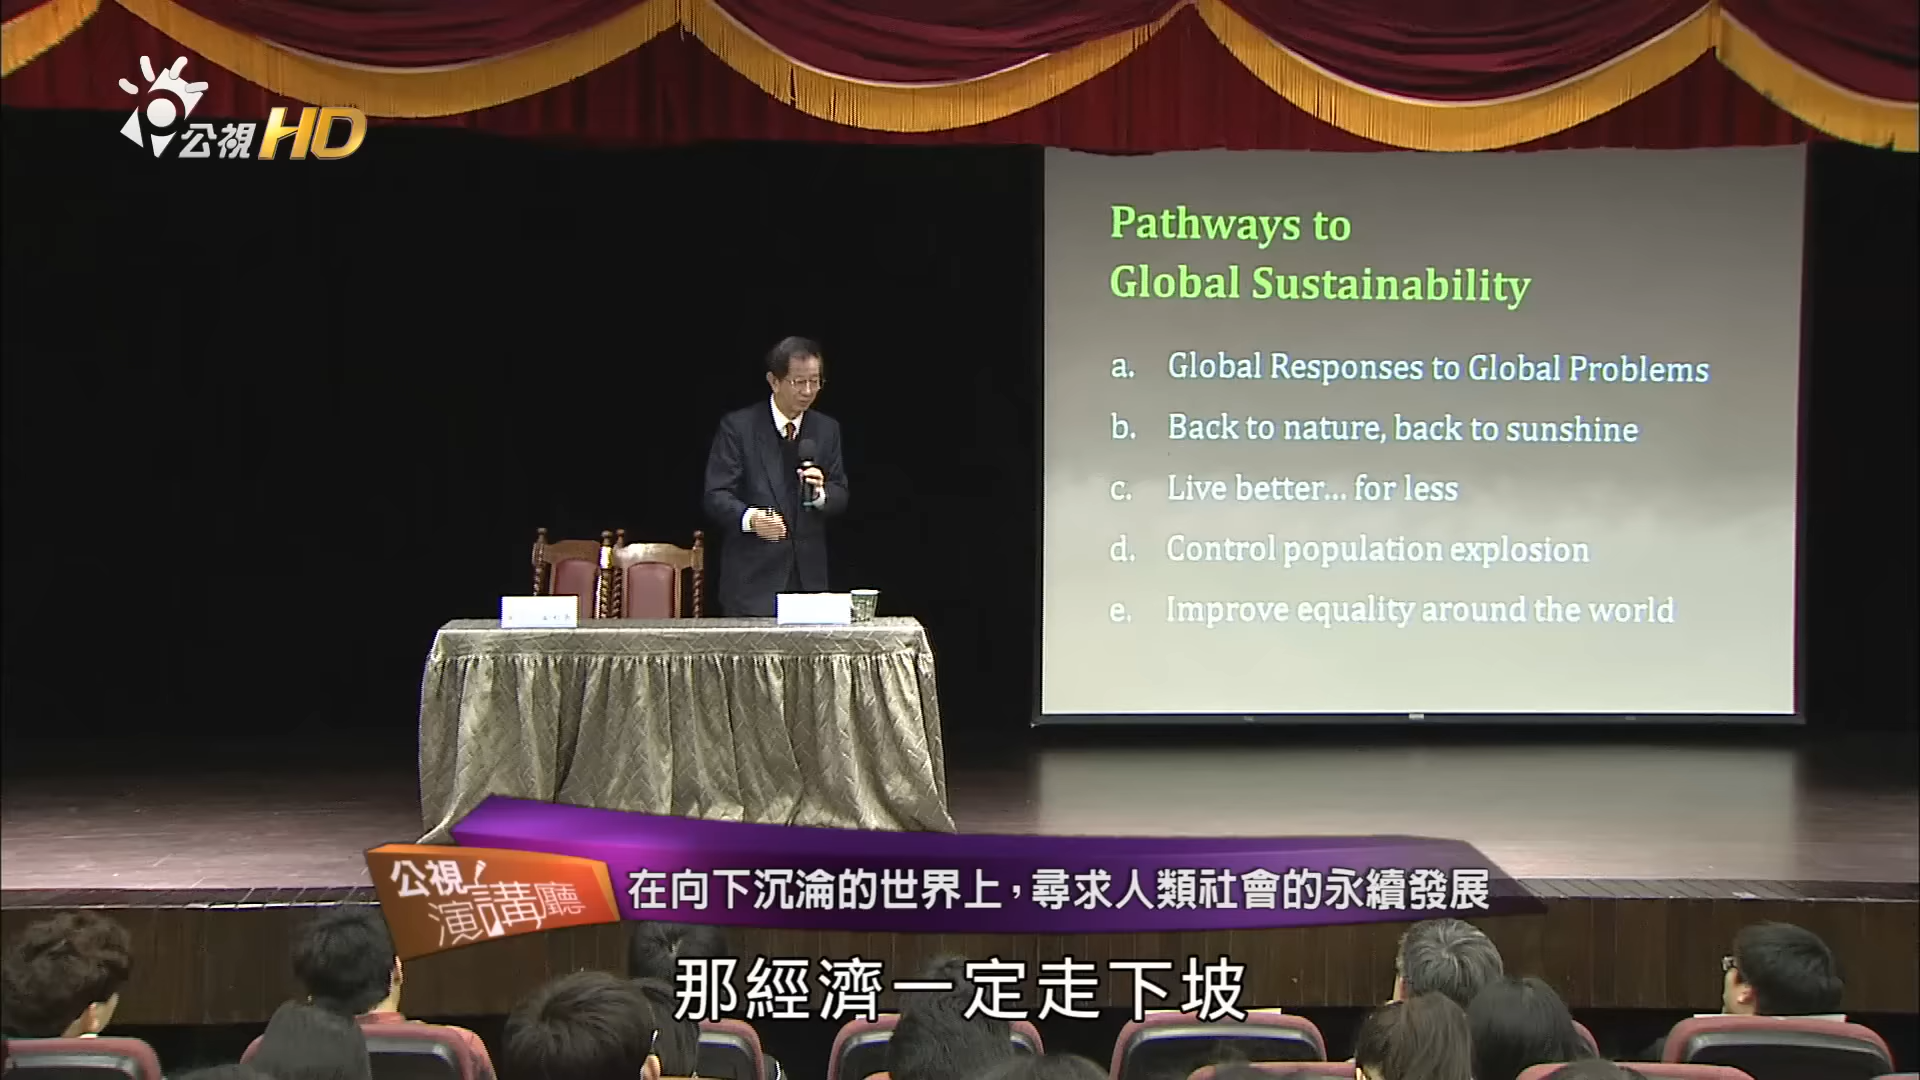 公視HD
Pathways to
Global Sustainability
a. Global Responses to Global Problems
b. Back to nature, back to sunshine
c. Live better... for less
d. Control population explosion
e. Improve equality around the world
公視
演講廳
在向下沉淪的世界上，尋求人類社會的永續發展
那經濟一定走下坡